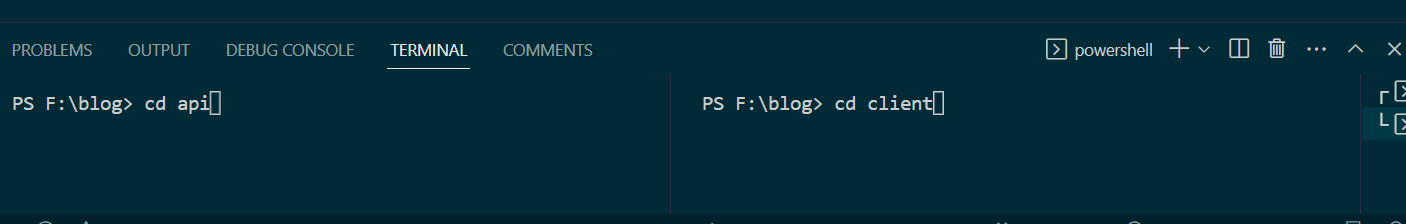 PROBLEMS OUTPUT DEBUG CONSOLE TERMINAL COMMENTS powershell
PS F:\blog> cd api
PS F:\blog> cd client